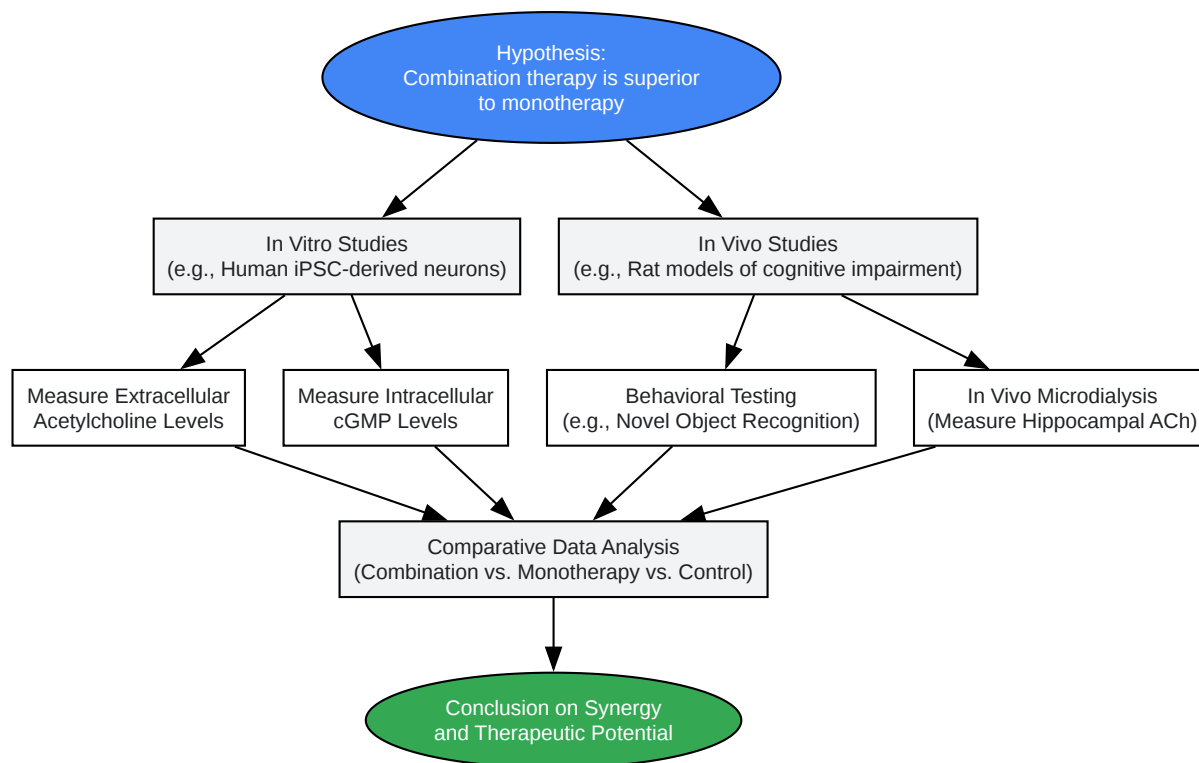 Hypothesis:
Combination therapy is superior
to monotherapy
In Vitro Studies
(e.g., Human iPSC-derived neurons)
In Vivo Studies
(e.g., Rat models of cognitive impairment)
Measure Extracellular
Acetylcholine Levels
Measure Intracellular
cGMP Levels
Behavioral Testing
(e.g., Novel Object Recognition)
In Vivo Microdialysis
(Measure Hippocampal ACh)
Comparative Data Analysis
(Combination vs. Monotherapy vs. Control)
Conclusion on Synergy
and Therapeutic Potential